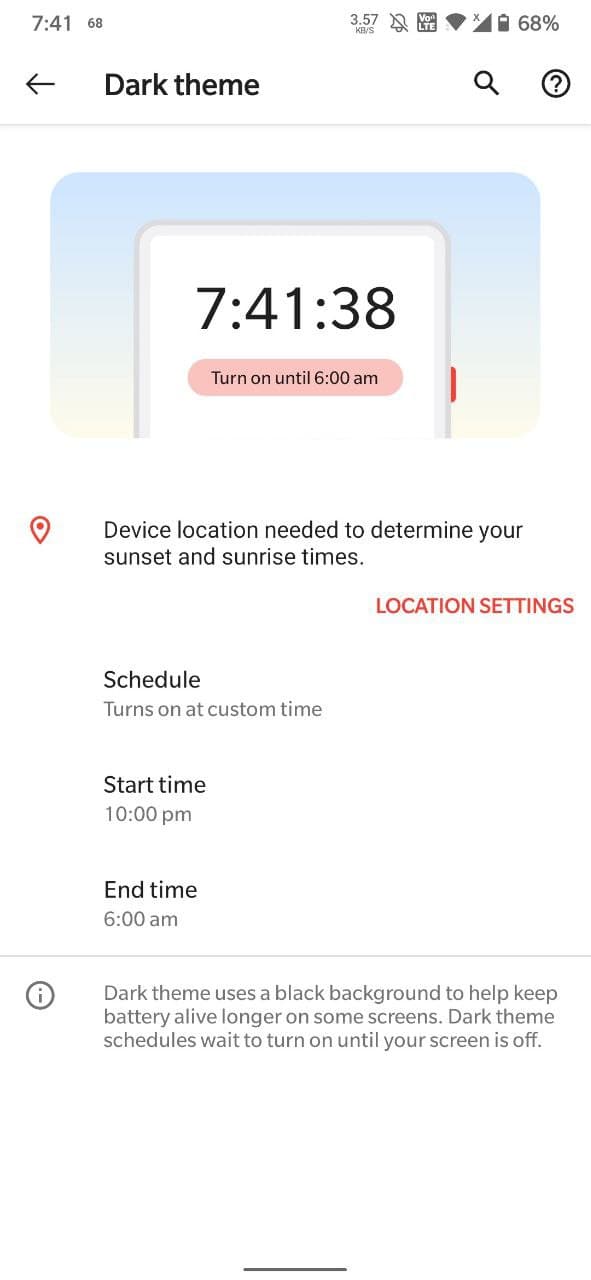 7:41 68 3.57 KB/S Vo)) LTE x 68%
Dark theme
7:41:38
Turn on until 6:00 am
Device location needed to determine your
sunset and sunrise times.
LOCATION SETTINGS
Schedule
Turns on at custom time
Start time
10:00 pm
End time
6:00 am
Dark theme uses a black background to help keep
battery alive longer on some screens. Dark theme
schedules wait to turn on until your screen is off.